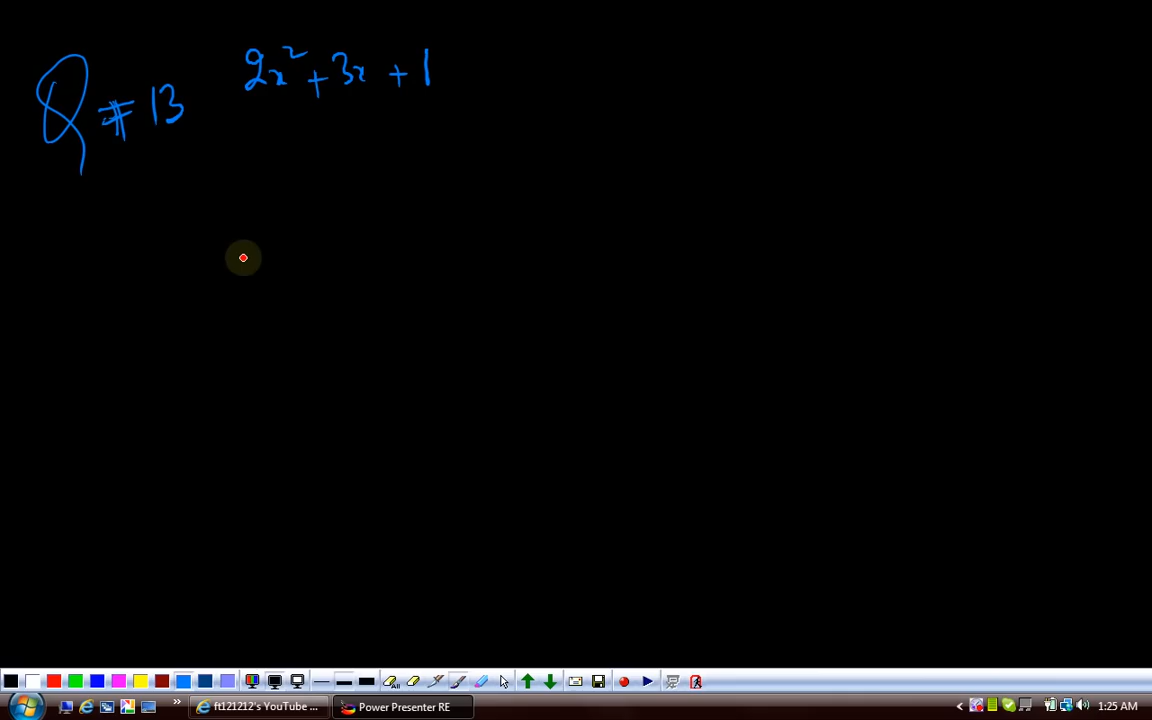 Q # 13 2x² + 3x + 1
ft121212's YouTube ... Power Presenter RE 1:25 AM